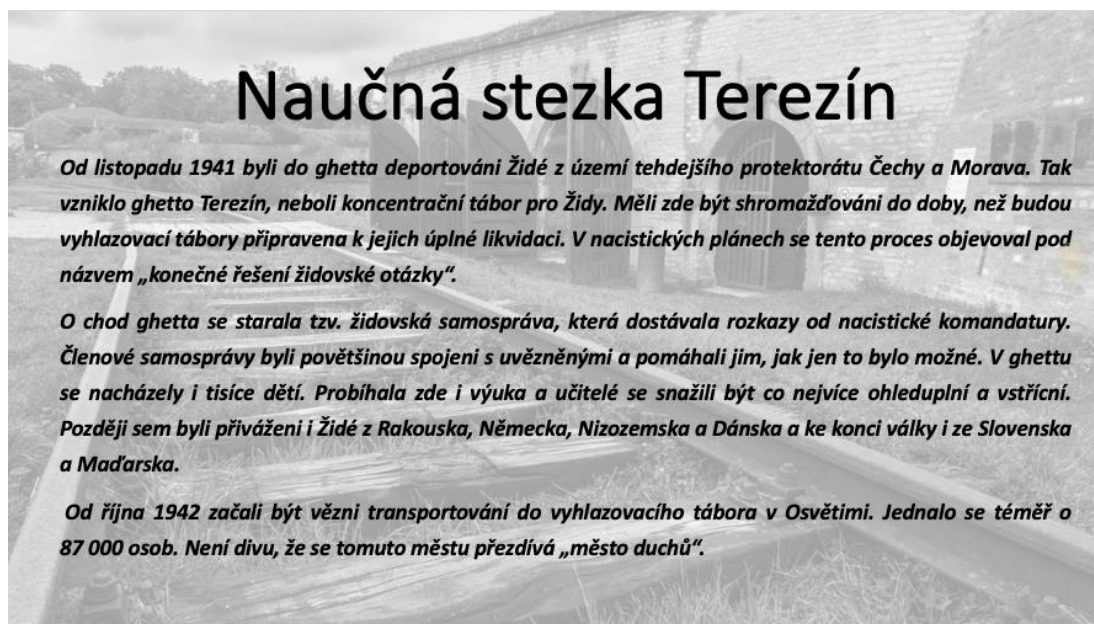 Naučná stezka Terezín
Od listopadu 1941 byli do ghetta deportováni Židé z území tehdejšího protektorátu Čechy a Morava. Tak
vzniklo ghetto Terezín, neboli koncentrační tábor pro Židy. Měli zde být shromažďováni do doby, než budou
vyhlazovací tábory připravena k jejich úplné likvidaci. V nacistických plánech se tento proces objevoval pod
názvem „konečné řešení židovské otázky“.
O chod ghetta se starala tzv. židovská samospráva, která dostávala rozkazy od nacistické komandatury.
Členové samosprávy byli povětšinou spojeni s uvězněnými a pomáhali jim, jak jen to bylo možné. V ghettu
se nacházely i tisíce dětí. Probíhala zde i výuka a učitelé se snažili být co nejvíce ohleduplní a vstřícní.
Později sem byli přiváženi i Židé z Rakouska, Německa, Nizozemska a Dánska a ke konci války i ze Slovenska
a Maďarska.
Od října 1942 začali být vězni transportování do vyhlazovacího tábora v Osvětimi. Jednalo se téměř o
87 000 osob. Není divu, že se tomuto městu přezdívá „město duchů“.